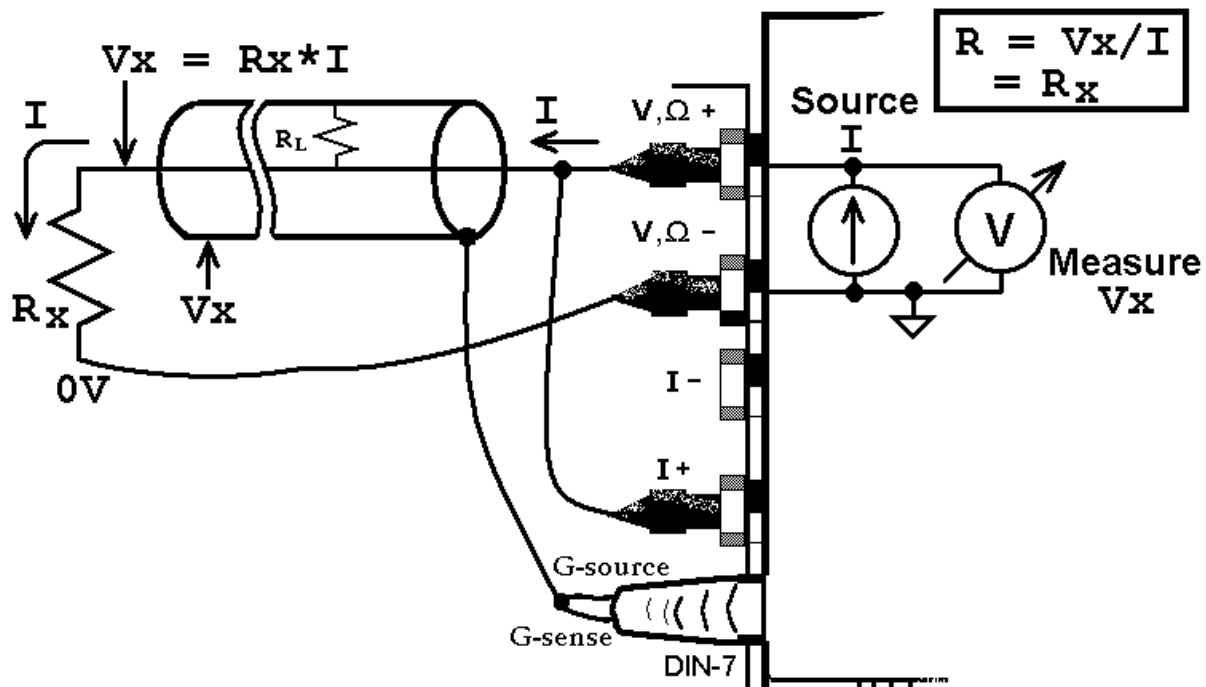 Vx = Rx*I
I
RL
I
V,Ω +
Source
I
R = Vx/I
= Rx
V,Ω -
V
Measure
Vx
Vx
Rx
0V
I -
I +
G-source
G-sense
DIN-7